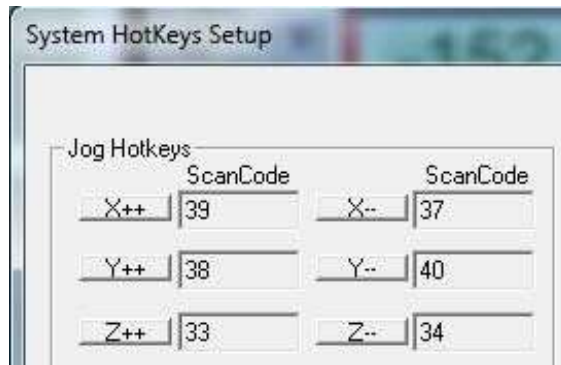 System HotKeys Setup
Jog Hotkeys
ScanCode ScanCode
X++ 39 X-- 37
Y++ 38 Y-- 40
Z++ 33 Z-- 34